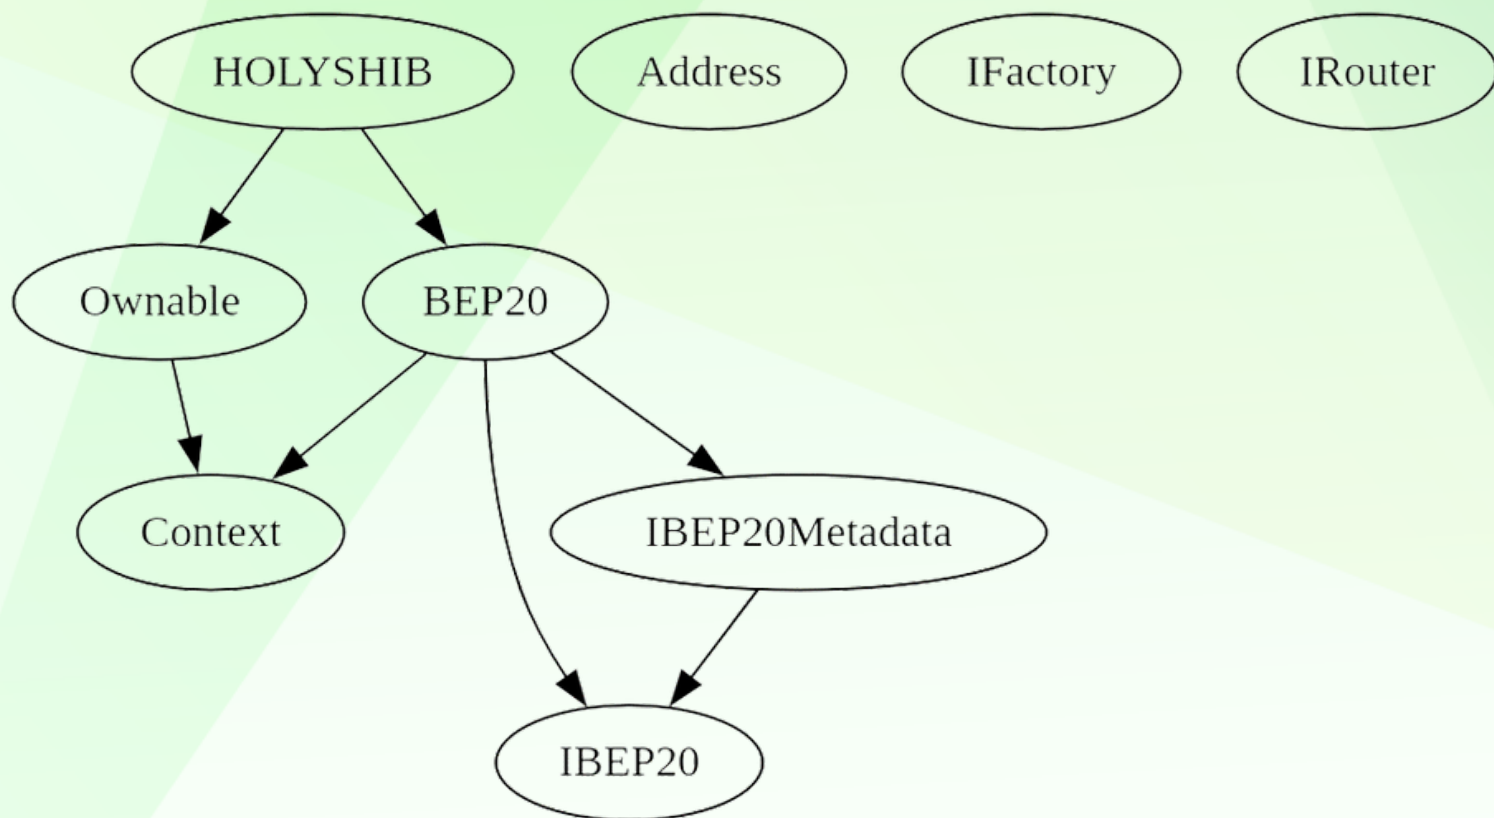 HOLYSHIB
Address
IFactory
IRouter
Ownable
BEP20
Context
IBEP20Metadata
IBEP20